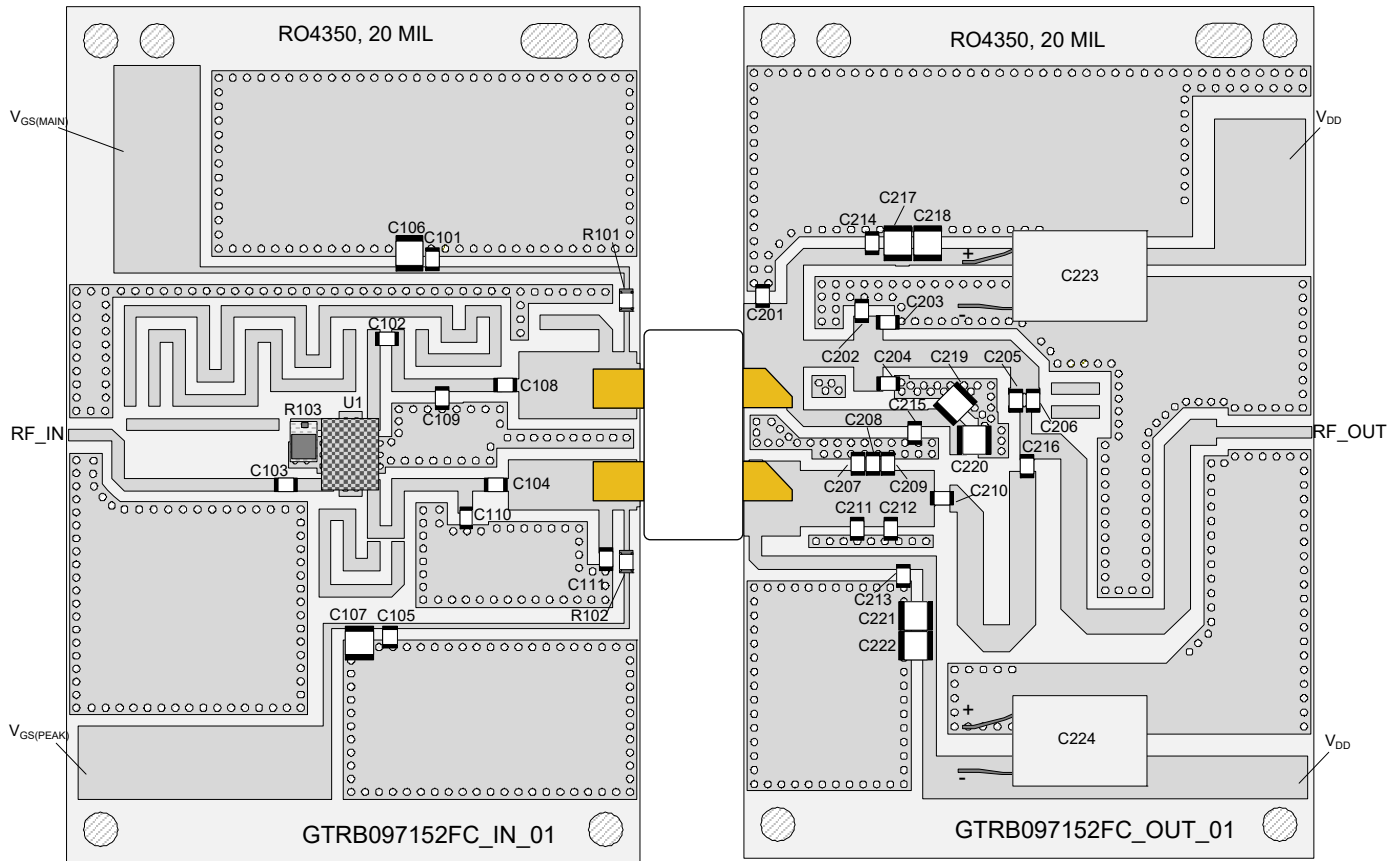 RO4350, 20 MIL
VGS(MAIN)
C106
C101
R101
C102
C108
C109
U1
R103
RF_IN
C103
C104
C110
C111
R102
C107
C105
VGS(PEAK)
GTRB097152FC_IN_01
RO4350, 20 MIL
VDD
C217
C214
C218
+
C223
-
C201
C203
C202
C204
C219
C205
C206
C215
C208
C216
C220
C207
C209
C210
RF_OUT
C211
C212
C213
C221
C222
+
C224
-
VDD
GTRB097152FC_OUT_01